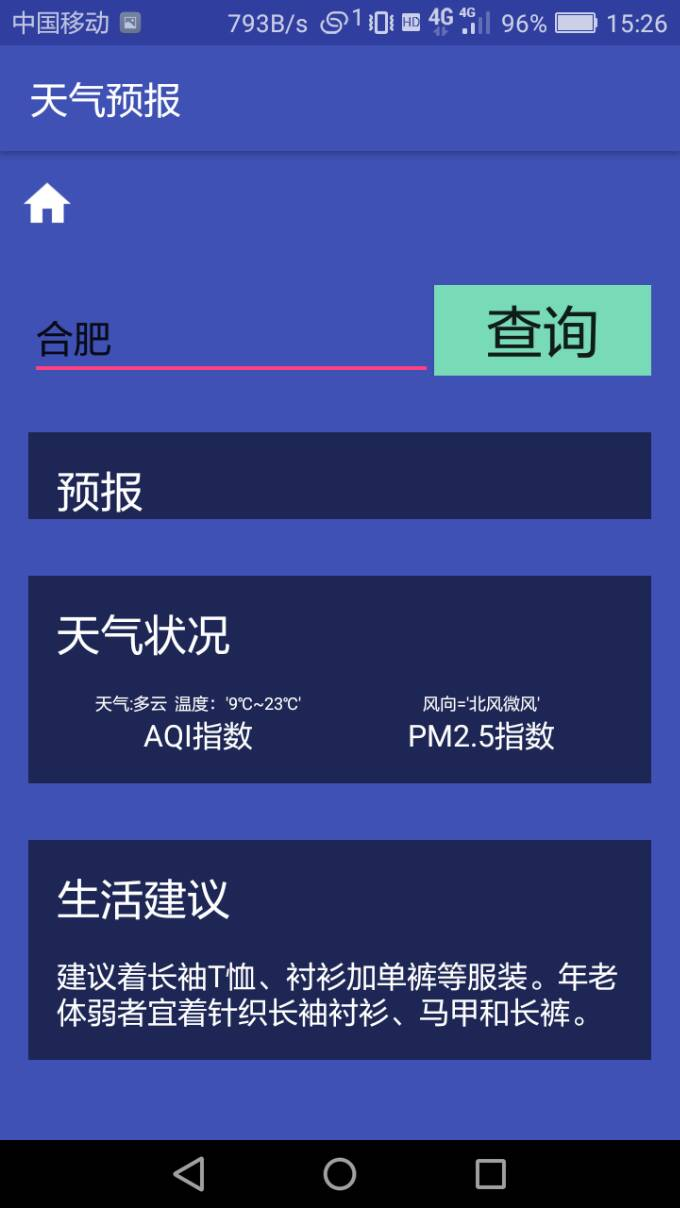 中国移动 793B/s 1 HD 4G 4G 96% 15:26
天气预报
合肥 查询
预报
天气状况
天气:多云 温度：'9℃~23℃' 风向='北风微风'
AQI指数 PM2.5指数
生活建议
建议着长袖T恤、衬衫加单裤等服装。年老
体弱者宜着针织长袖衬衫、马甲和长裤。